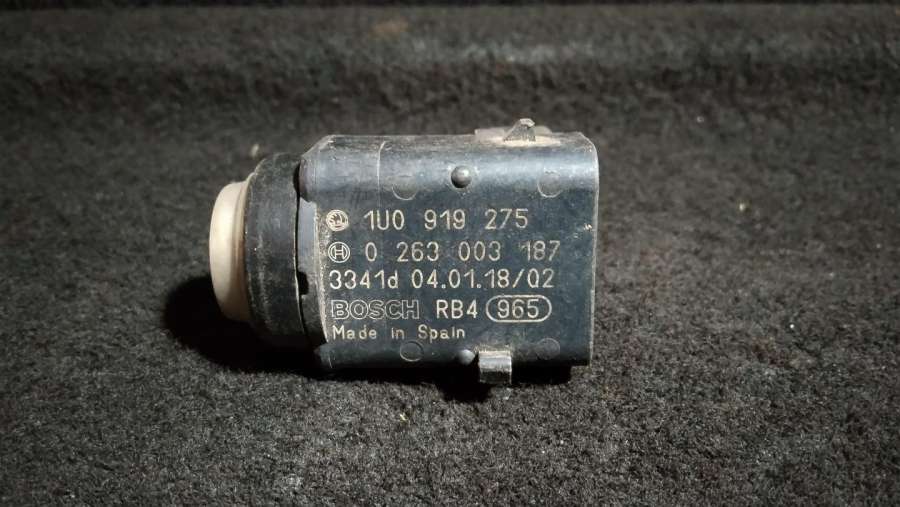 1U0 919 275
0 263 003 187
3341d 04.01.18/02
BOSCH RB4 965
Made in Spain